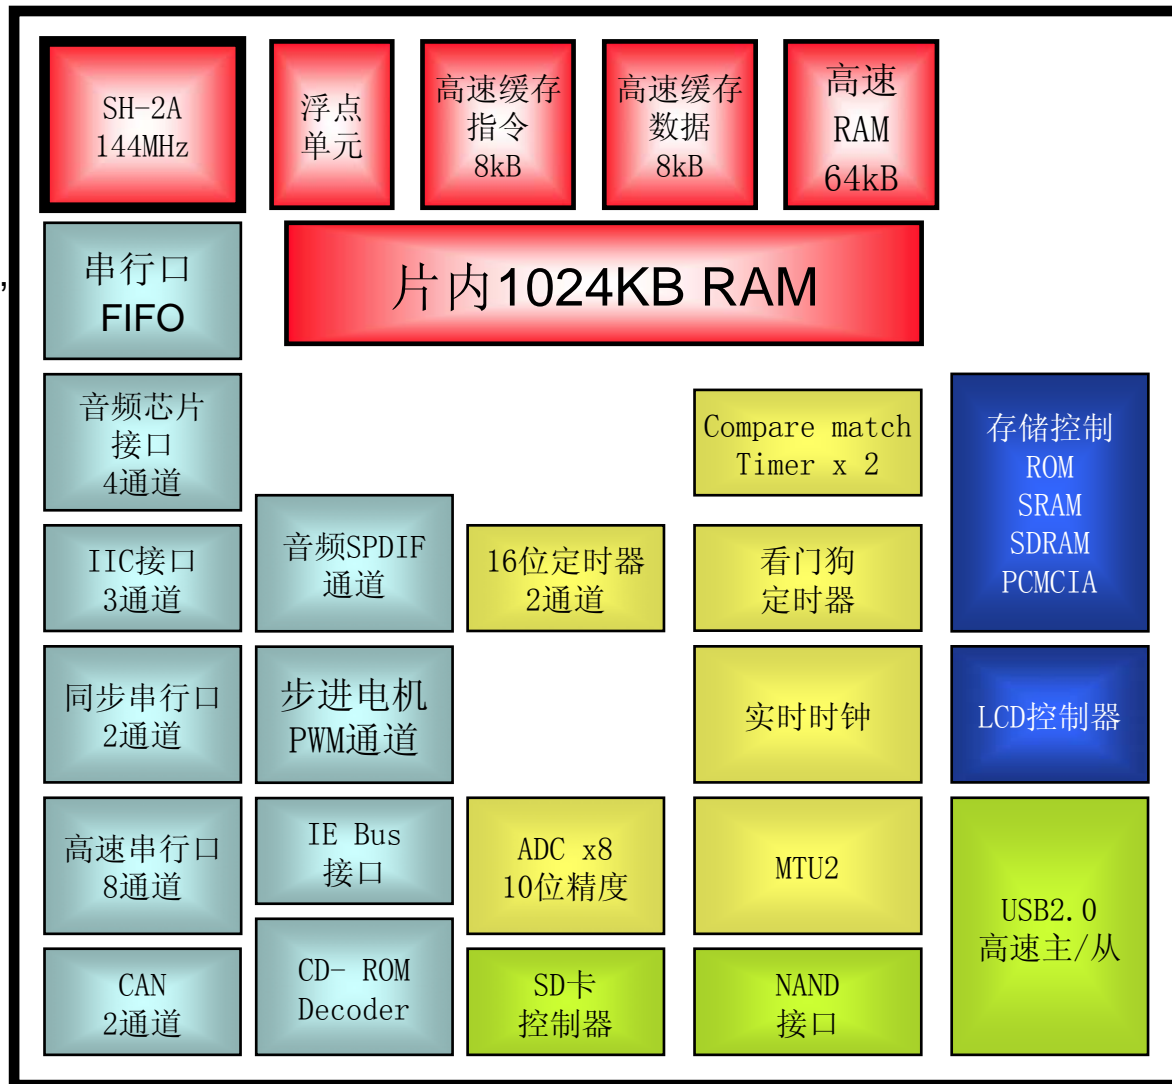 SH-2A
144MHz
浮点
单元
高速缓存
指令
8kB
高速缓存
数据
8kB
高速
RAM
64kB
串行口
FIFO
片内1024KB RAM
,
音频芯片
接口
4通道
Compare match
Timer x 2
存储控制
ROM
SRAM
SDRAM
PCMCIA
IIC接口
3通道
音频SPDIF
通道
16位定时器
2通道
看门狗
定时器
同步串行口
2通道
步进电机
PWM通道
实时时钟
LCD控制器
高速串行口
8通道
IE Bus
接口
ADC x8
10位精度
MTU2
USB2.0
高速主/从
CAN
2通道
CD- ROM
Decoder
SD卡
控制器
NAND
接口